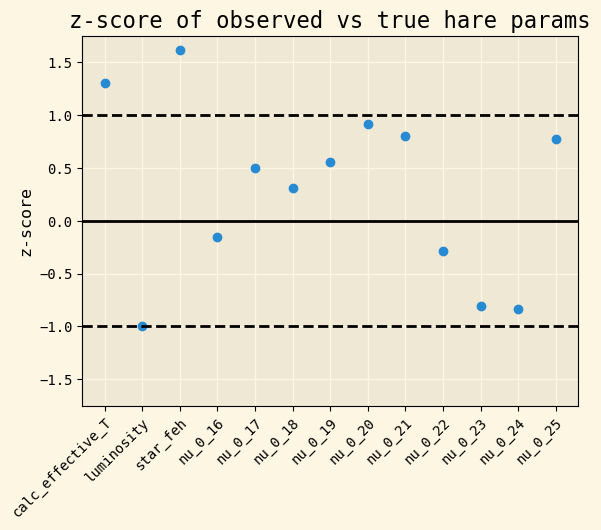 z-score of observed vs true hare params
z-score
1.5
1.0
0.5
0.0
−0.5
−1.0
−1.5
calc_effective_T
luminosity
star_feh
nu_0_16
nu_0_17
nu_0_18
nu_0_19
nu_0_20
nu_0_21
nu_0_22
nu_0_23
nu_0_24
nu_0_25